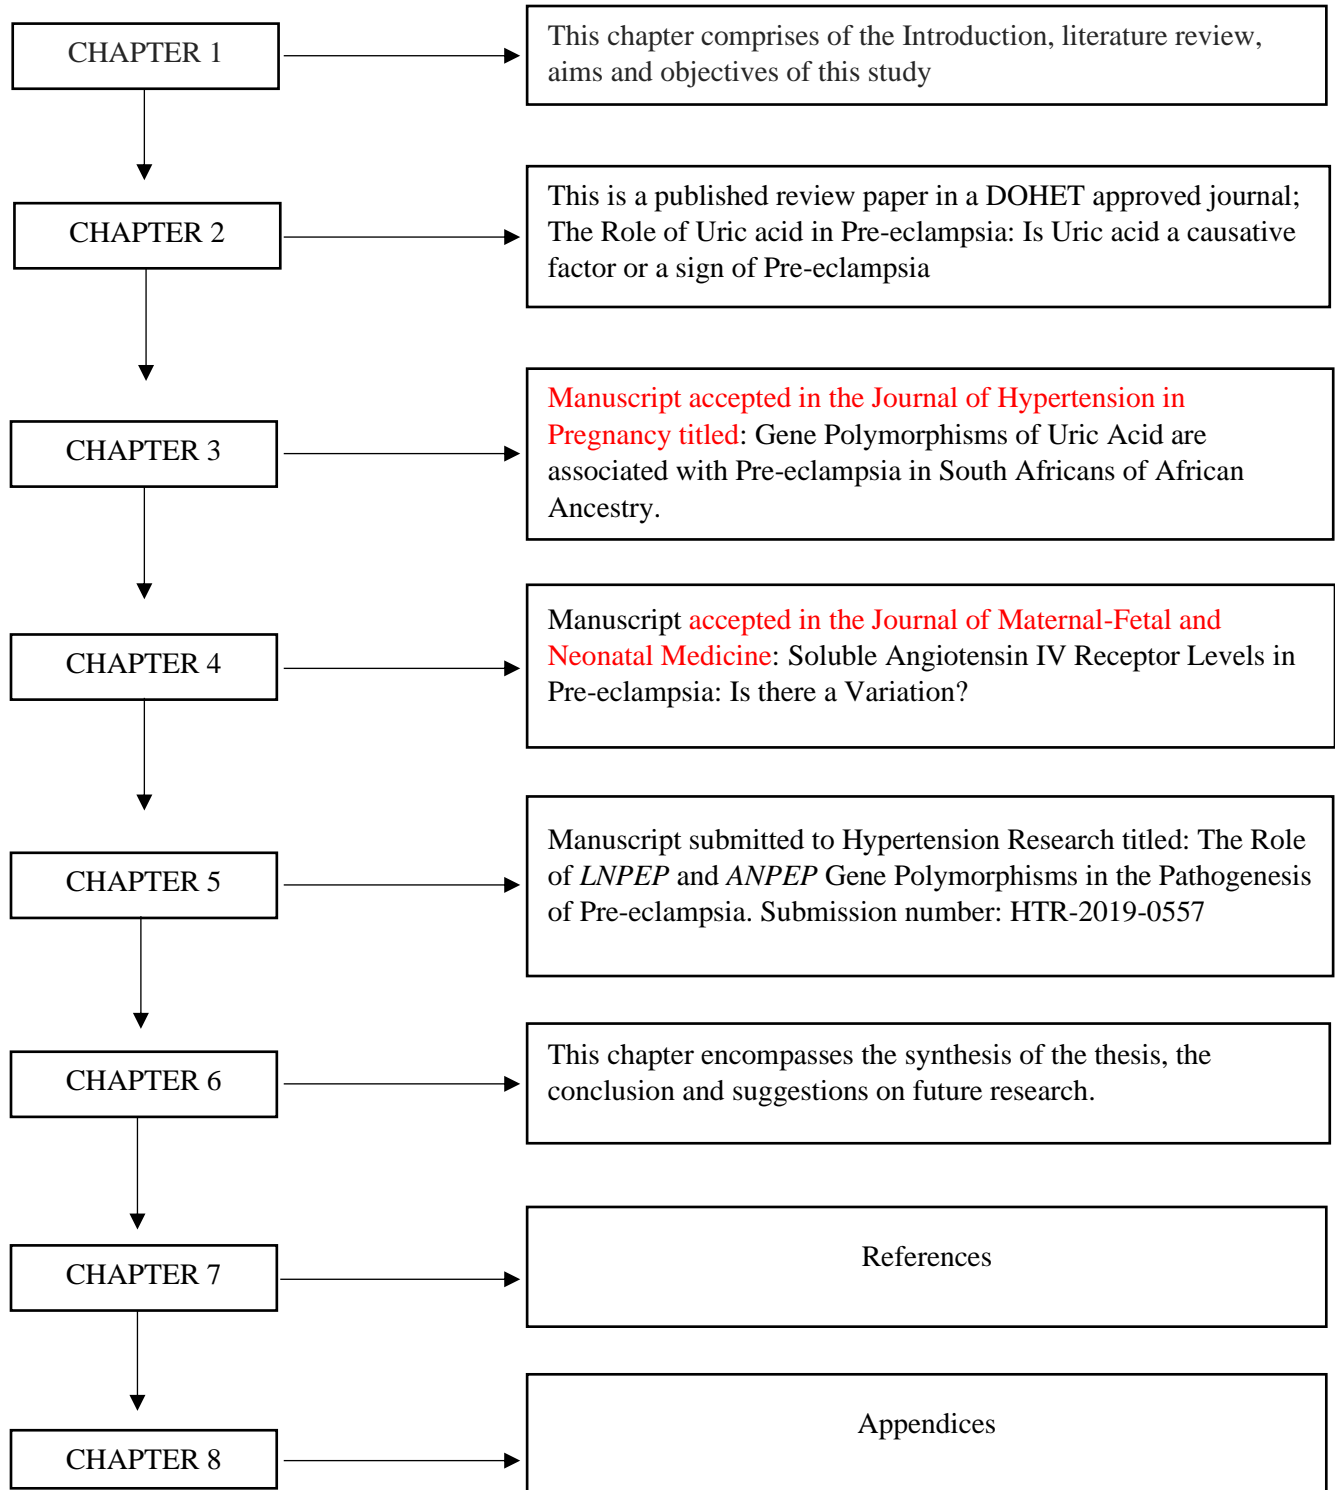 CHAPTER 1
This chapter comprises of the Introduction, literature review,
aims and objectives of this study
CHAPTER 2
This is a published review paper in a DOHET approved journal;
The Role of Uric acid in Pre-eclampsia: Is Uric acid a causative
factor or a sign of Pre-eclampsia
CHAPTER 3
Manuscript accepted in the Journal of Hypertension in
Pregnancy titled: Gene Polymorphisms of Uric Acid are
associated with Pre-eclampsia in South Africans of African
Ancestry.
CHAPTER 4
Manuscript accepted in the Journal of Maternal-Fetal and
Neonatal Medicine: Soluble Angiotensin IV Receptor Levels in
Pre-eclampsia: Is there a Variation?
CHAPTER 5
Manuscript submitted to Hypertension Research titled: The Role
of LNPEP and ANPEP Gene Polymorphisms in the Pathogenesis
of Pre-eclampsia. Submission number: HTR-2019-0557
CHAPTER 6
This chapter encompasses the synthesis of the thesis, the
conclusion and suggestions on future research.
CHAPTER 7
References
CHAPTER 8
Appendices